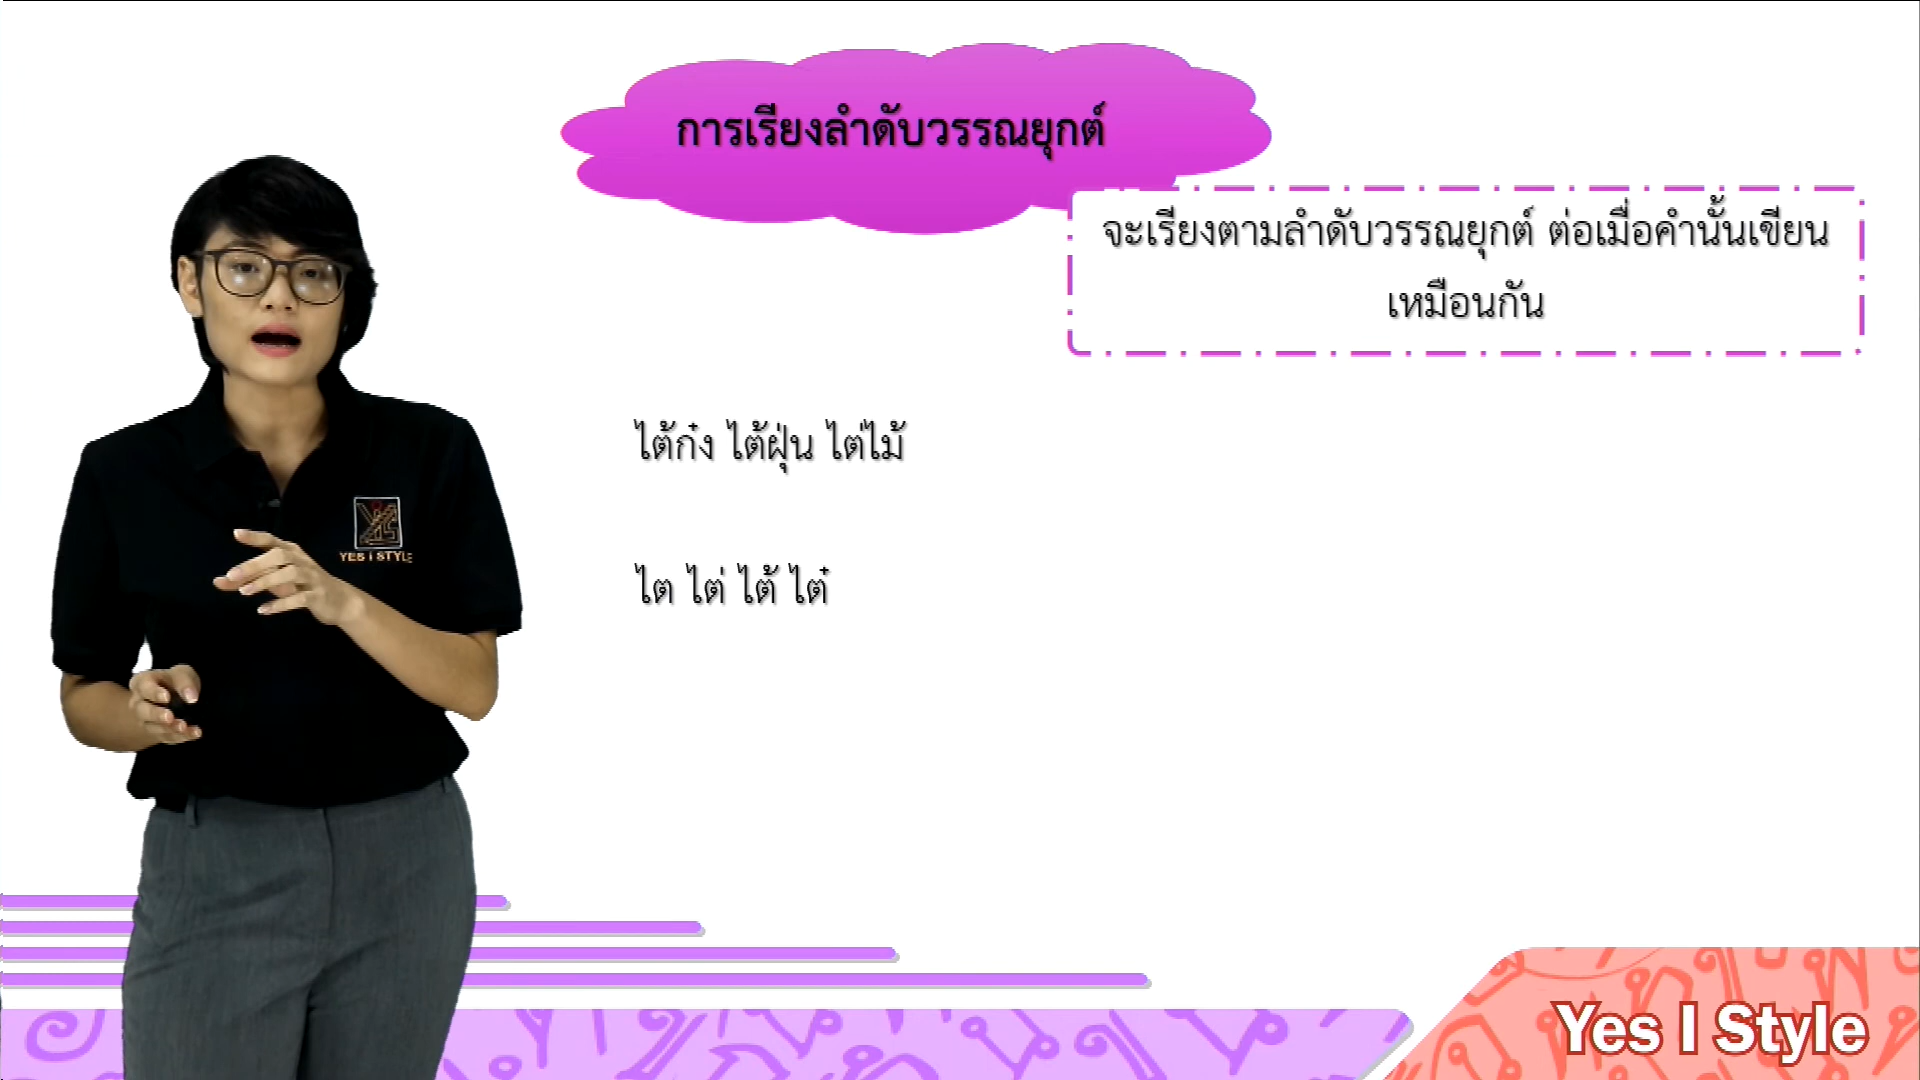 การเรียงลำดับวรรณยุกต์
จะเรียงตามลำดับวรรณยุกต์ ต่อเมื่อคำนั้นเขียน
เหมือนกัน
ไต้ก๋ง ไต้ฝุ่น ไต่ไม้
ไต ไต่ ไต้ ไต๋
YES I STYLE
Yes I Style